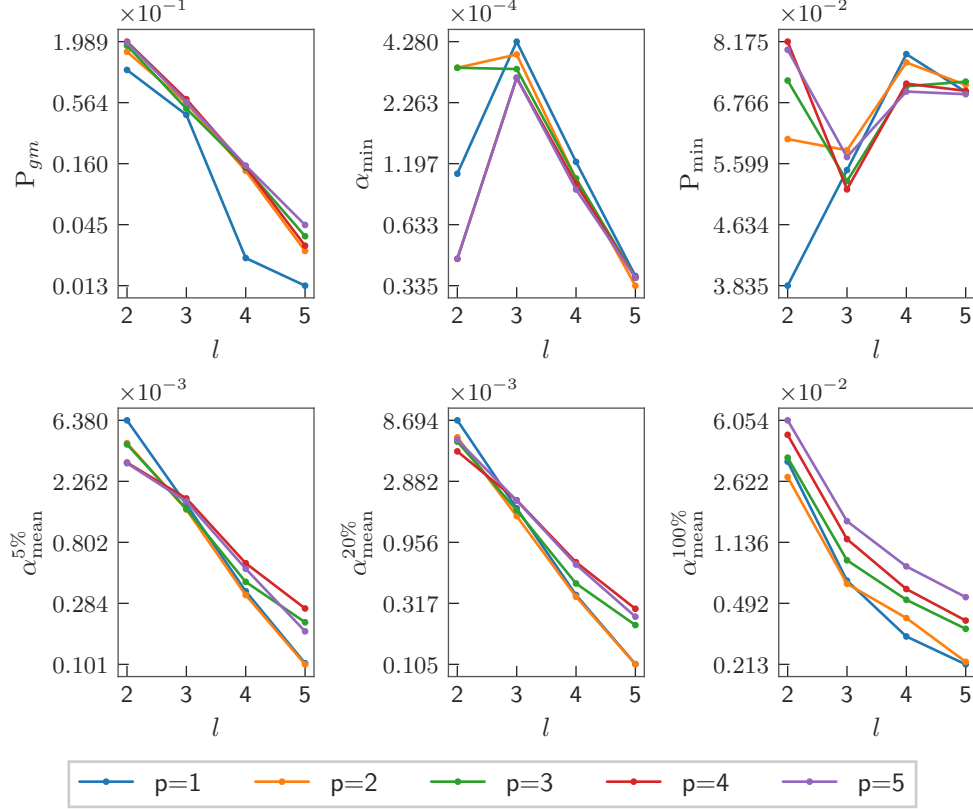 ×10⁻¹
P_gm
1.989
0.564
0.160
0.045
0.013
2 3 4 5
l
×10⁻⁴
α_min
4.280
2.263
1.197
0.633
0.335
2 3 4 5
l
×10⁻²
P_min
8.175
6.766
5.599
4.634
3.835
2 3 4 5
l
×10⁻³
α^5%_mean
6.380
2.262
0.802
0.284
0.101
2 3 4 5
l
×10⁻³
α^20%_mean
8.694
2.882
0.956
0.317
0.105
2 3 4 5
l
×10⁻²
α^100%_mean
6.054
2.622
1.136
0.492
0.213
2 3 4 5
l
p=1 p=2 p=3 p=4 p=5